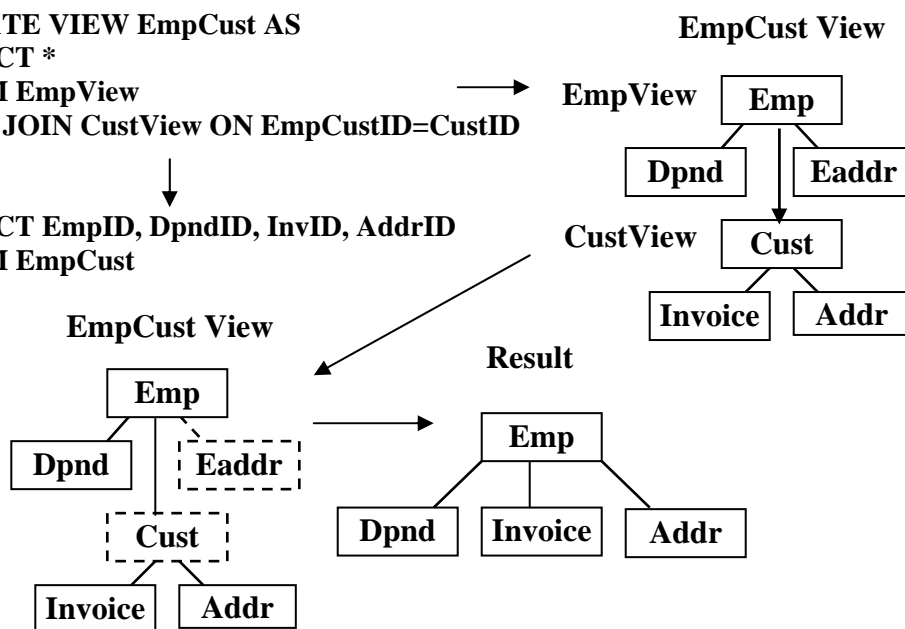 ATE VIEW EmpCust AS
CT *
M EmpView
JOIN CustView ON EmpCustID=CustID
CT EmpID, DpndID, InvID, AddrID
M EmpCust
EmpCust View
EmpView
Emp
Dpnd
Eaddr
CustView
Cust
Invoice
Addr
EmpCust View
Emp
Dpnd
Eaddr
Cust
Invoice
Addr
Result
Emp
Dpnd
Invoice
Addr